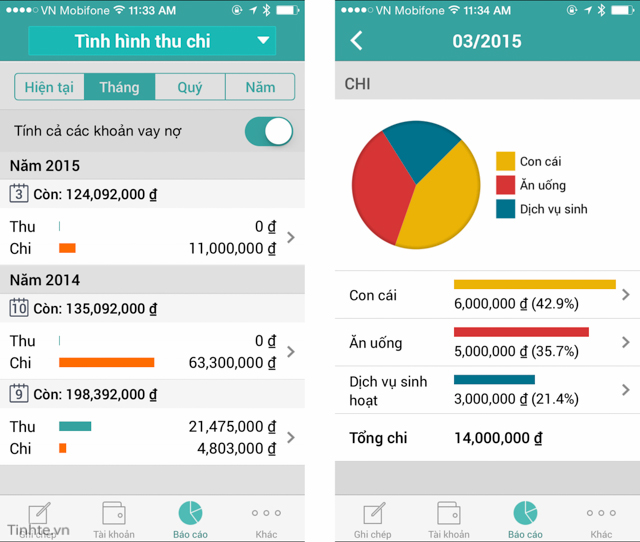 VN Mobifone 11:33 AM
Tình hình thu chi
Hiện tại Tháng Quý Năm
Tính cả các khoản vay nợ
Năm 2015
3 Còn: 124,092,000 ₫
Thu 0 ₫
Chi 11,000,000 ₫
Năm 2014
10 Còn: 135,092,000 ₫
Thu 0 ₫
Chi 63,300,000 ₫
9 Còn: 198,392,000 ₫
Thu 21,475,000 ₫
Chi 4,803,000 ₫
Ghi chép Tài khoản Báo cáo Khác
Tinhte.vn
VN Mobifone 11:34 AM
03/2015
CHI
Con cái
Ăn uống
Dịch vụ sinh
Con cái
6,000,000 ₫ (42.9%)
Ăn uống
5,000,000 ₫ (35.7%)
Dịch vụ sinh
hoạt
3,000,000 ₫ (21.4%)
Tổng chi 14,000,000 ₫
Ghi chép Tài khoản Báo cáo Khác